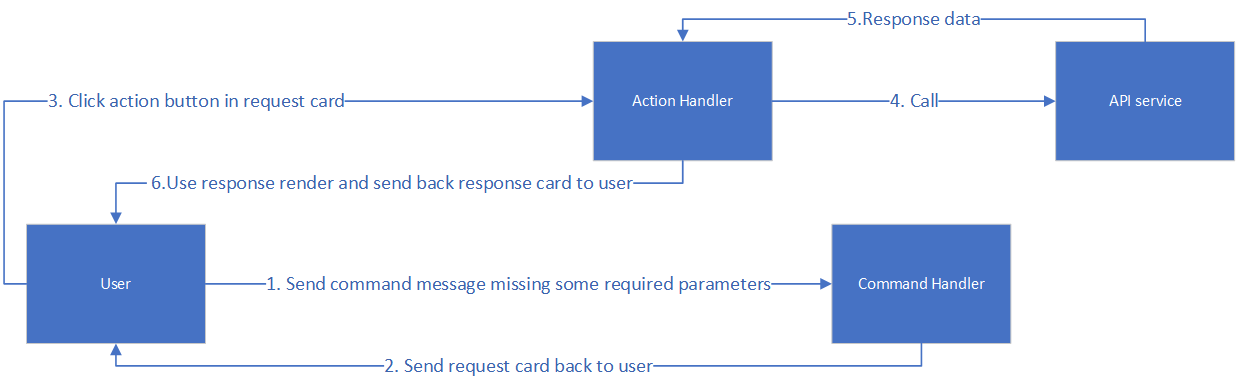 5.Response data
3. Click action button in request card
Action Handler
4. Call
API service
6.Use response render and send back response card to user
User
1. Send command message missing some required parameters
Command Handler
2. Send request card back to user